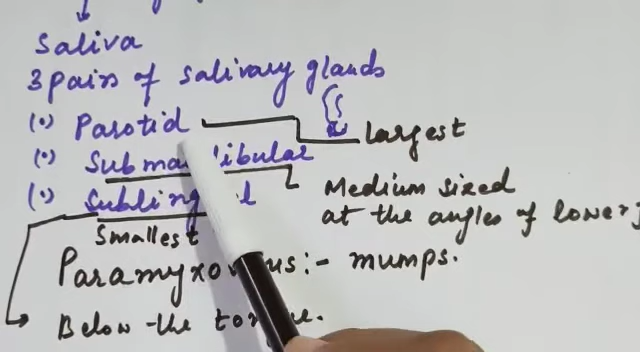 Saliva
3 pairs of salivary glands
(•) Parotid largest
(•) Submandibular
Medium sized
(•) Sublingual
at the angles of lower
Smallest
Paramyxovirus:- mumps.
Below the tongue.